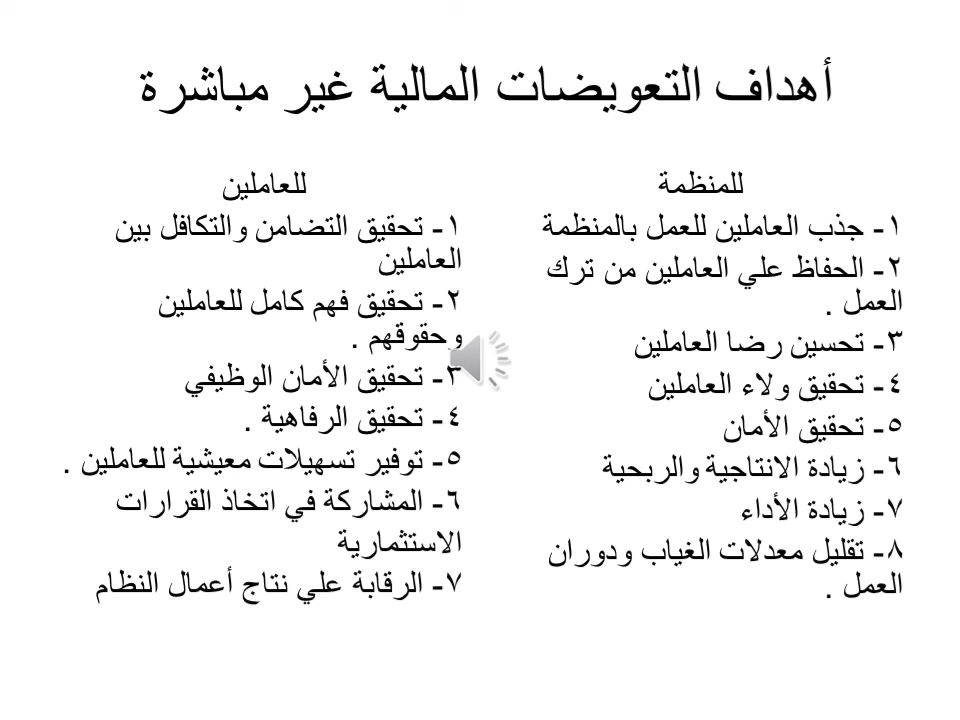 أهداف التعويضات المالية غير مباشرة
للمنظمة
١- جذب العاملين للعمل بالمنظمة
٢- الحفاظ علي العاملين من ترك
العمل .
٣- تحسين رضا العاملين
٤- تحقيق ولاء العاملين
٥- تحقيق الأمان
٦- زيادة الانتاجية والربحية
٧- زيادة الأداء
٨- تقليل معدلات الغياب ودوران
العمل .
للعاملين
١- تحقيق التضامن والتكافل بين
العاملين
٢- تحقيق فهم كامل للعاملين
وحقوقهم .
٣- تحقيق الأمان الوظيفي
٤- تحقيق الرفاهية .
٥- توفير تسهيلات معيشية للعاملين .
٦- المشاركة في اتخاذ القرارات
الاستثمارية
٧- الرقابة علي نتاج أعمال النظام